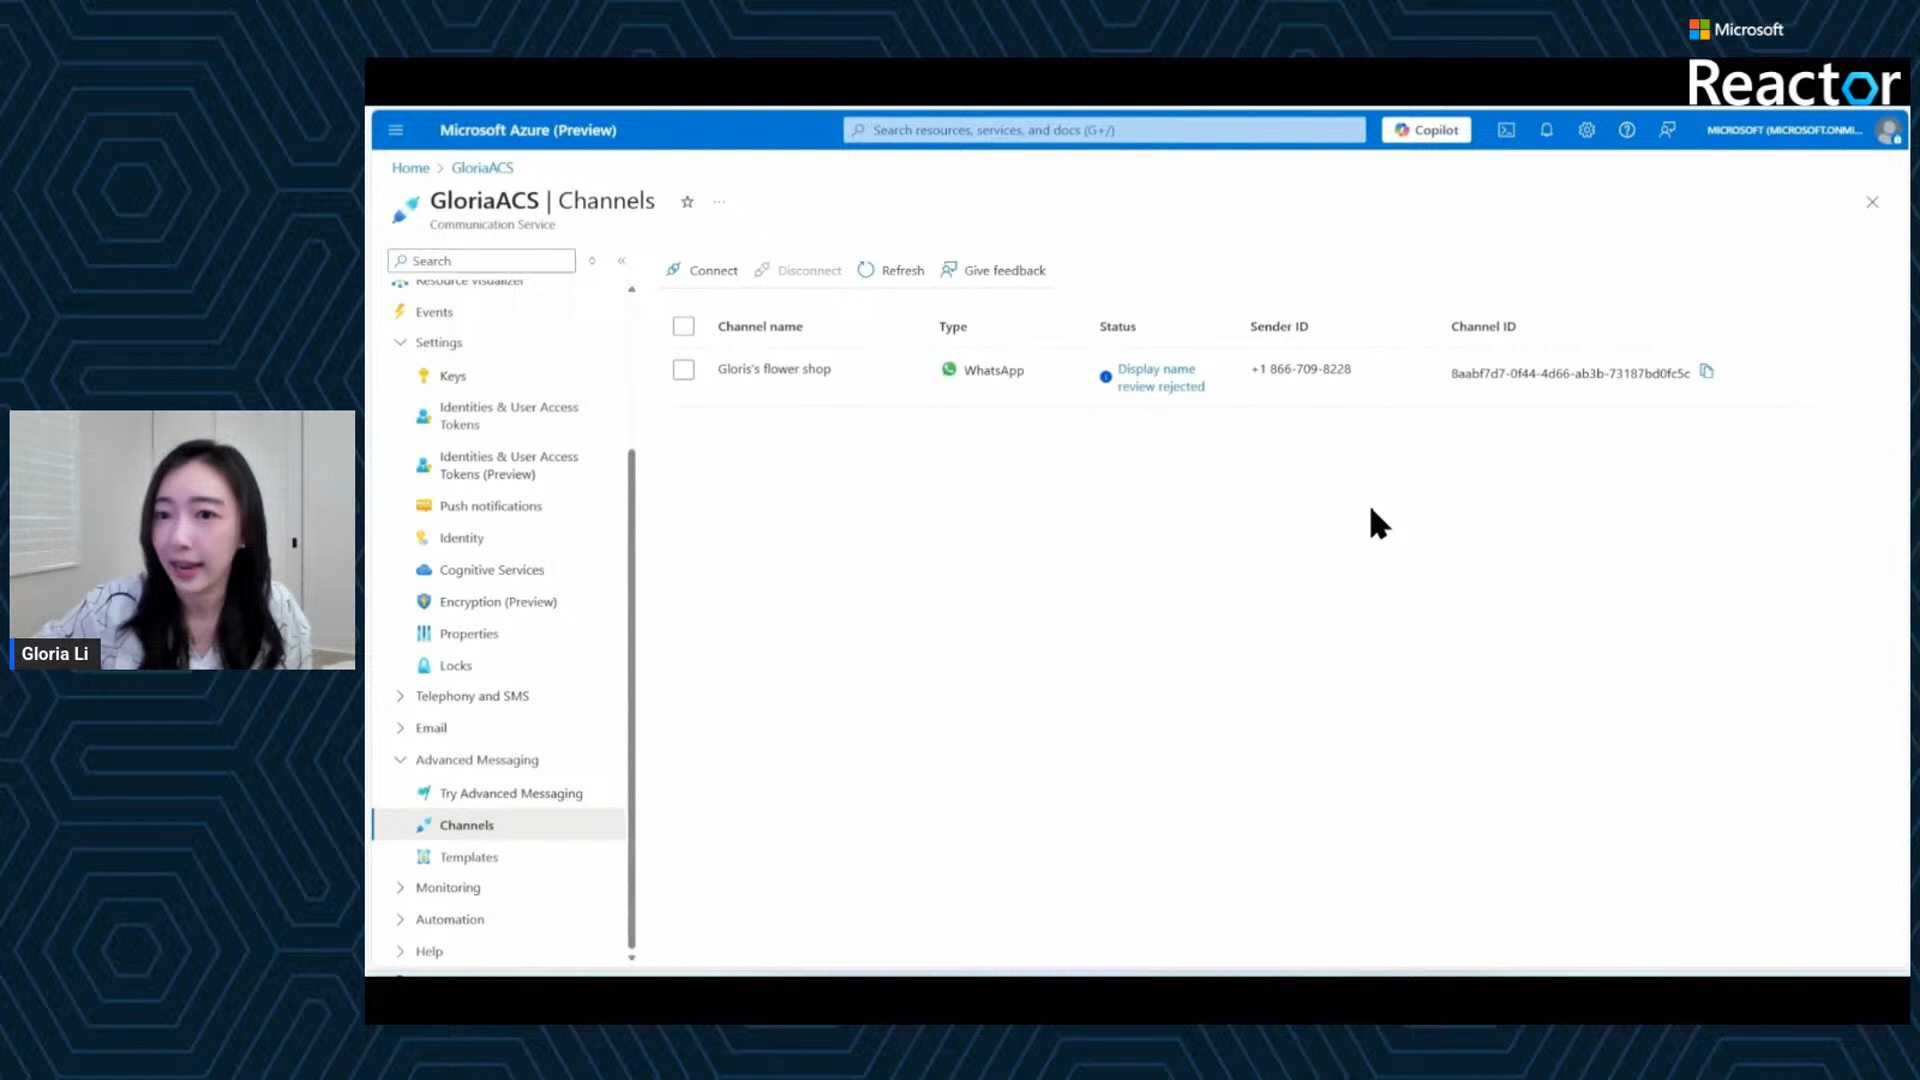 Microsoft
Reactor
Microsoft Azure (Preview)
Search resources, services, and docs (G+/)
Copilot
MICROSOFT (MICROSOFT.ONMI...
Home > GloriaACS
GloriaACS | Channels
Communication Service
Search
Resource visualizer
Events
Settings
Keys
Identities & User Access
Tokens
Identities & User Access
Tokens (Preview)
Push notifications
Identity
Cognitive Services
Encryption (Preview)
Properties
Locks
Telephony and SMS
Email
Advanced Messaging
Try Advanced Messaging
Channels
Templates
Monitoring
Automation
Help
Connect
Disconnect
Refresh
Give feedback
Channel name
Type
Status
Sender ID
Channel ID
Gloris's flower shop
WhatsApp
Display name
review rejected
+1 866-709-8228
8aabf7d7-0f44-4d66-ab3b-73187bd0fc5c
Gloria Li